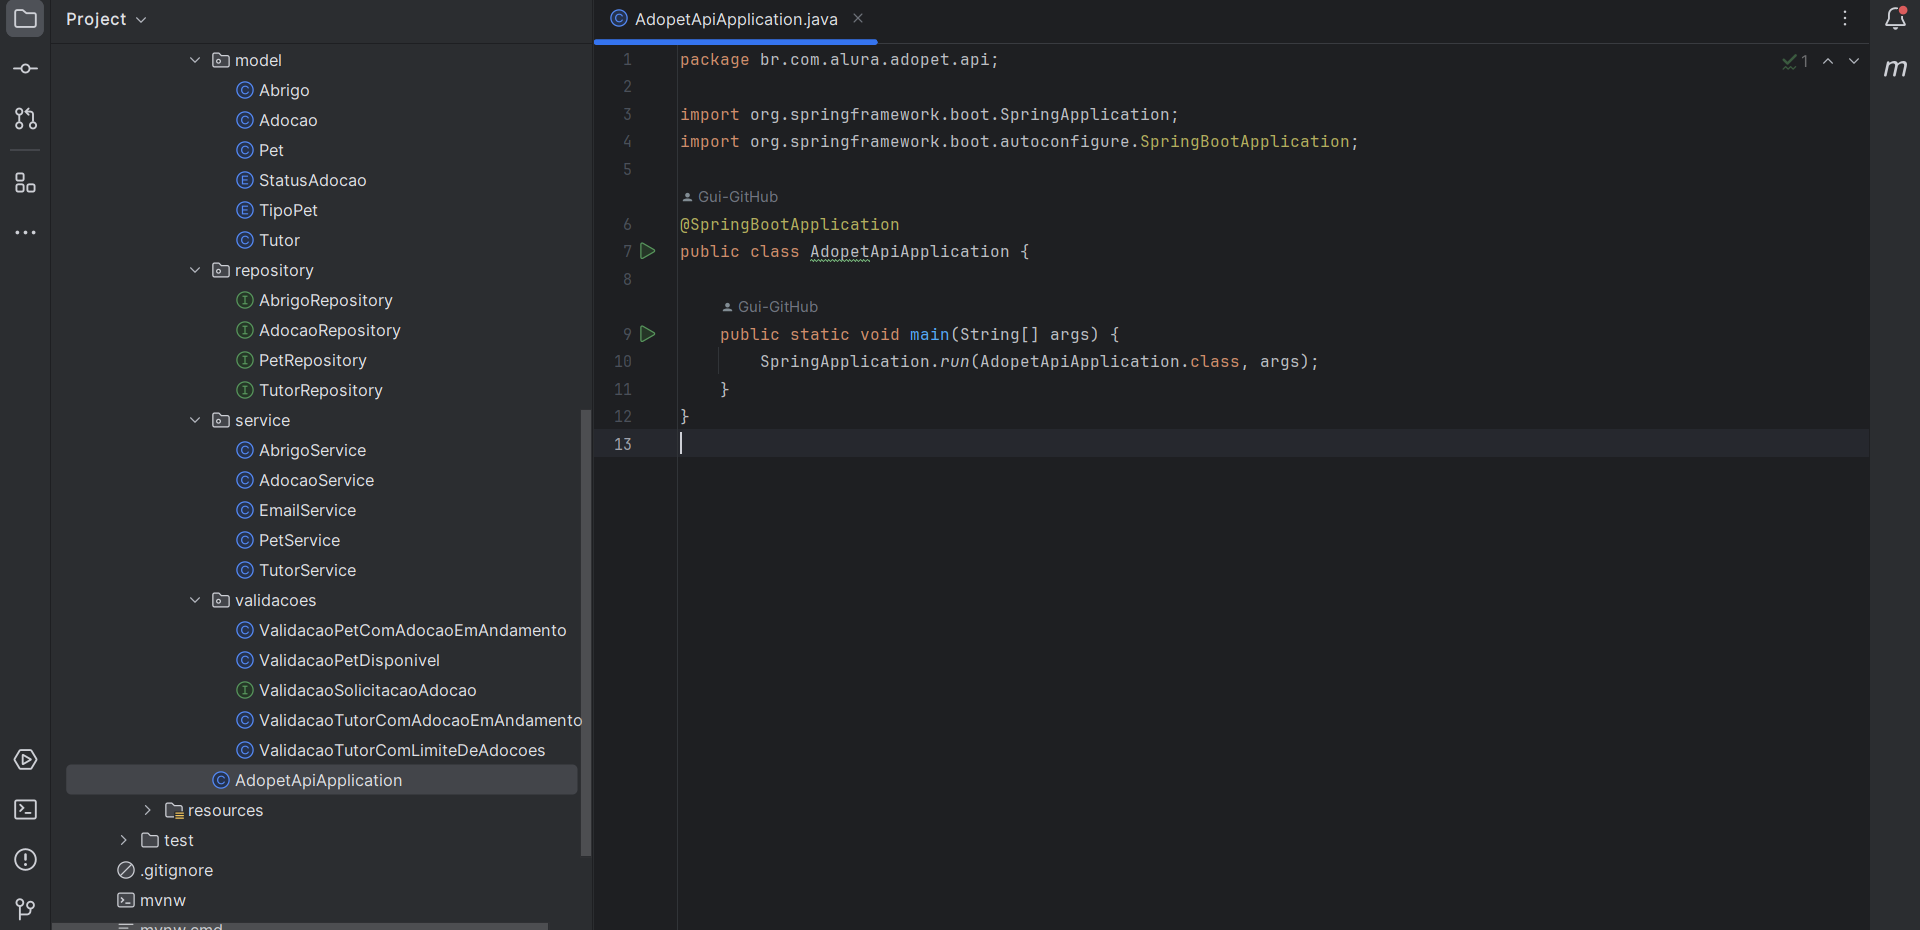 Project
model
Abrigo
Adocao
Pet
StatusAdocao
TipoPet
Tutor
repository
AbrigoRepository
AdocaoRepository
PetRepository
TutorRepository
service
AbrigoService
AdocaoService
EmailService
PetService
TutorService
validacoes
ValidacaoPetComAdocaoEmAndamento
ValidacaoPetDisponivel
ValidacaoSolicitacaoAdocao
ValidacaoTutorComAdocaoEmAndamento
ValidacaoTutorComLimiteDeAdocoes
AdopetApiApplication
resources
test
.gitignore
mvnw
mvnw.cmd
AdopetApiApplication.java
1 package br.com.alura.adopet.api;
2
3 import org.springframework.boot.SpringApplication;
4 import org.springframework.boot.autoconfigure.SpringBootApplication;
5
Gui-GitHub
6 @SpringBootApplication
7 public class AdopetApiApplication {
8
Gui-GitHub
9 public static void main(String[] args) {
10 SpringApplication.run(AdopetApiApplication.class, args);
11 }
12 }
13
1
m